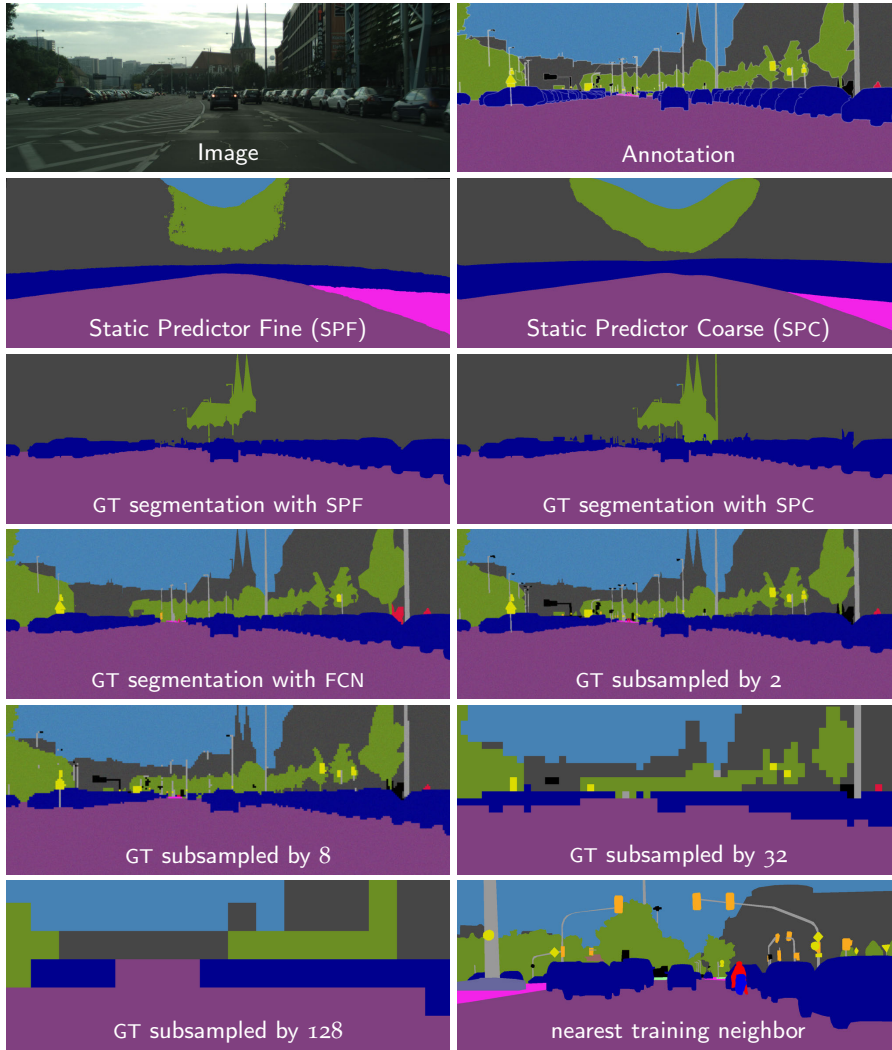 Image
Annotation
Static Predictor Fine (SPF)
Static Predictor Coarse (SPC)
GT segmentation with SPF
GT segmentation with SPC
GT segmentation with FCN
GT subsampled by 2
GT subsampled by 8
GT subsampled by 32
GT subsampled by 128
nearest training neighbor